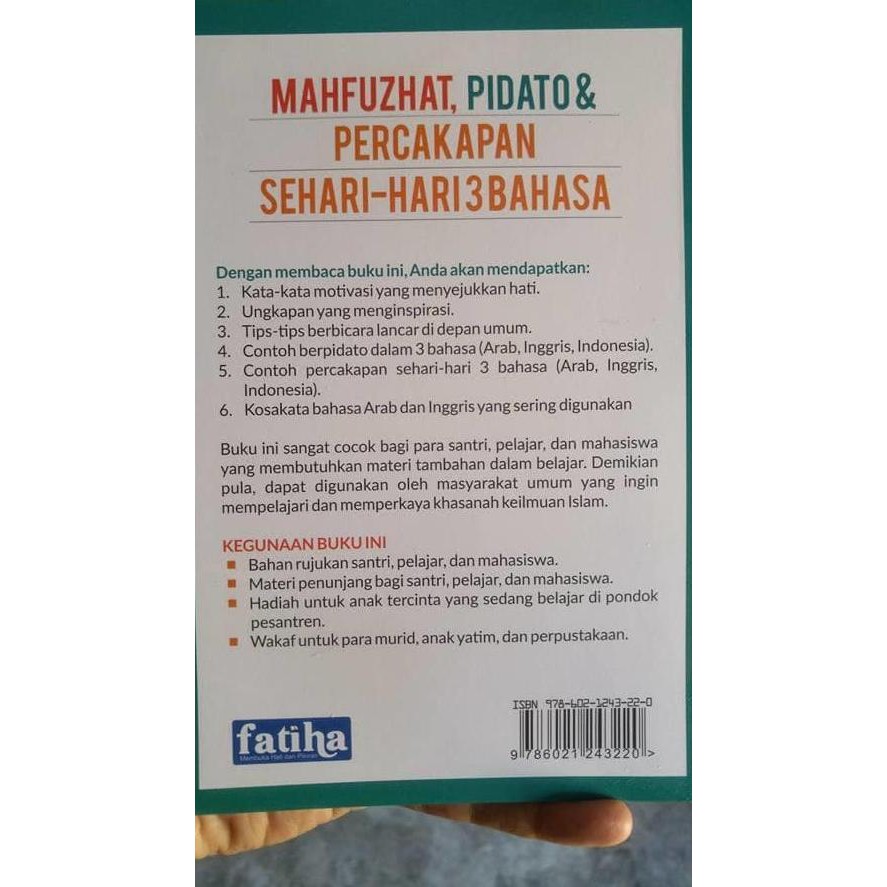 MAHFUZHAT, PIDATO &
PERCAKAPAN
SEHARI-HARI 3 BAHASA
Dengan membaca buku ini, Anda akan mendapatkan:
1. Kata-kata motivasi yang menyejukkan hati.
2. Ungkapan yang menginspirasi.
3. Tips-tips berbicara lancar di depan umum.
4. Contoh berpidato dalam 3 bahasa (Arab, Inggris, Indonesia).
5. Contoh percakapan sehari-hari 3 bahasa (Arab, Inggris,
Indonesia).
6. Kosakata bahasa Arab dan Inggris yang sering digunakan
Buku ini sangat cocok bagi para santri, pelajar, dan mahasiswa
yang membutuhkan materi tambahan dalam belajar. Demikian
pula, dapat digunakan oleh masyarakat umum yang ingin
mempelajari dan memperkaya khasanah keilmuan Islam.
KEGUNAAN BUKU INI
■ Bahan rujukan santri, pelajar, dan mahasiswa.
■ Materi penunjang bagi santri, pelajar, dan mahasiswa.
■ Hadiah untuk anak tercinta yang sedang belajar di pondok
pesantren.
■ Wakaf untuk para murid, anak yatim, dan perpustakaan.
ISBN 978-602-1243-22-0
9 786021 243220 >
fatiha
Membuka Hati dan Pikiran